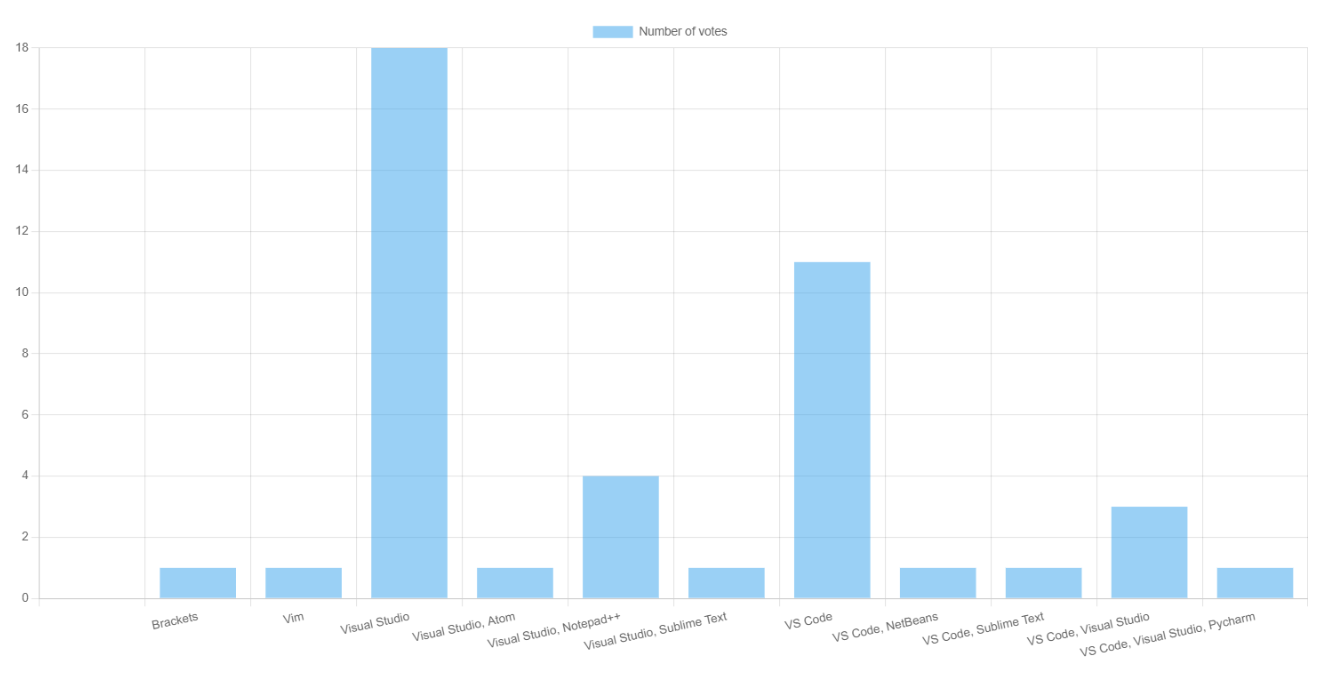 Number of votes
18
16
14
12
10
8
6
4
2
0
Brackets
Vim
Visual Studio
Visual Studio, Atom
Visual Studio, Notepad++
Visual Studio, Sublime Text
VS Code
VS Code, NetBeans
VS Code, Sublime Text
VS Code, Visual Studio
VS Code, Visual Studio, Pycharm